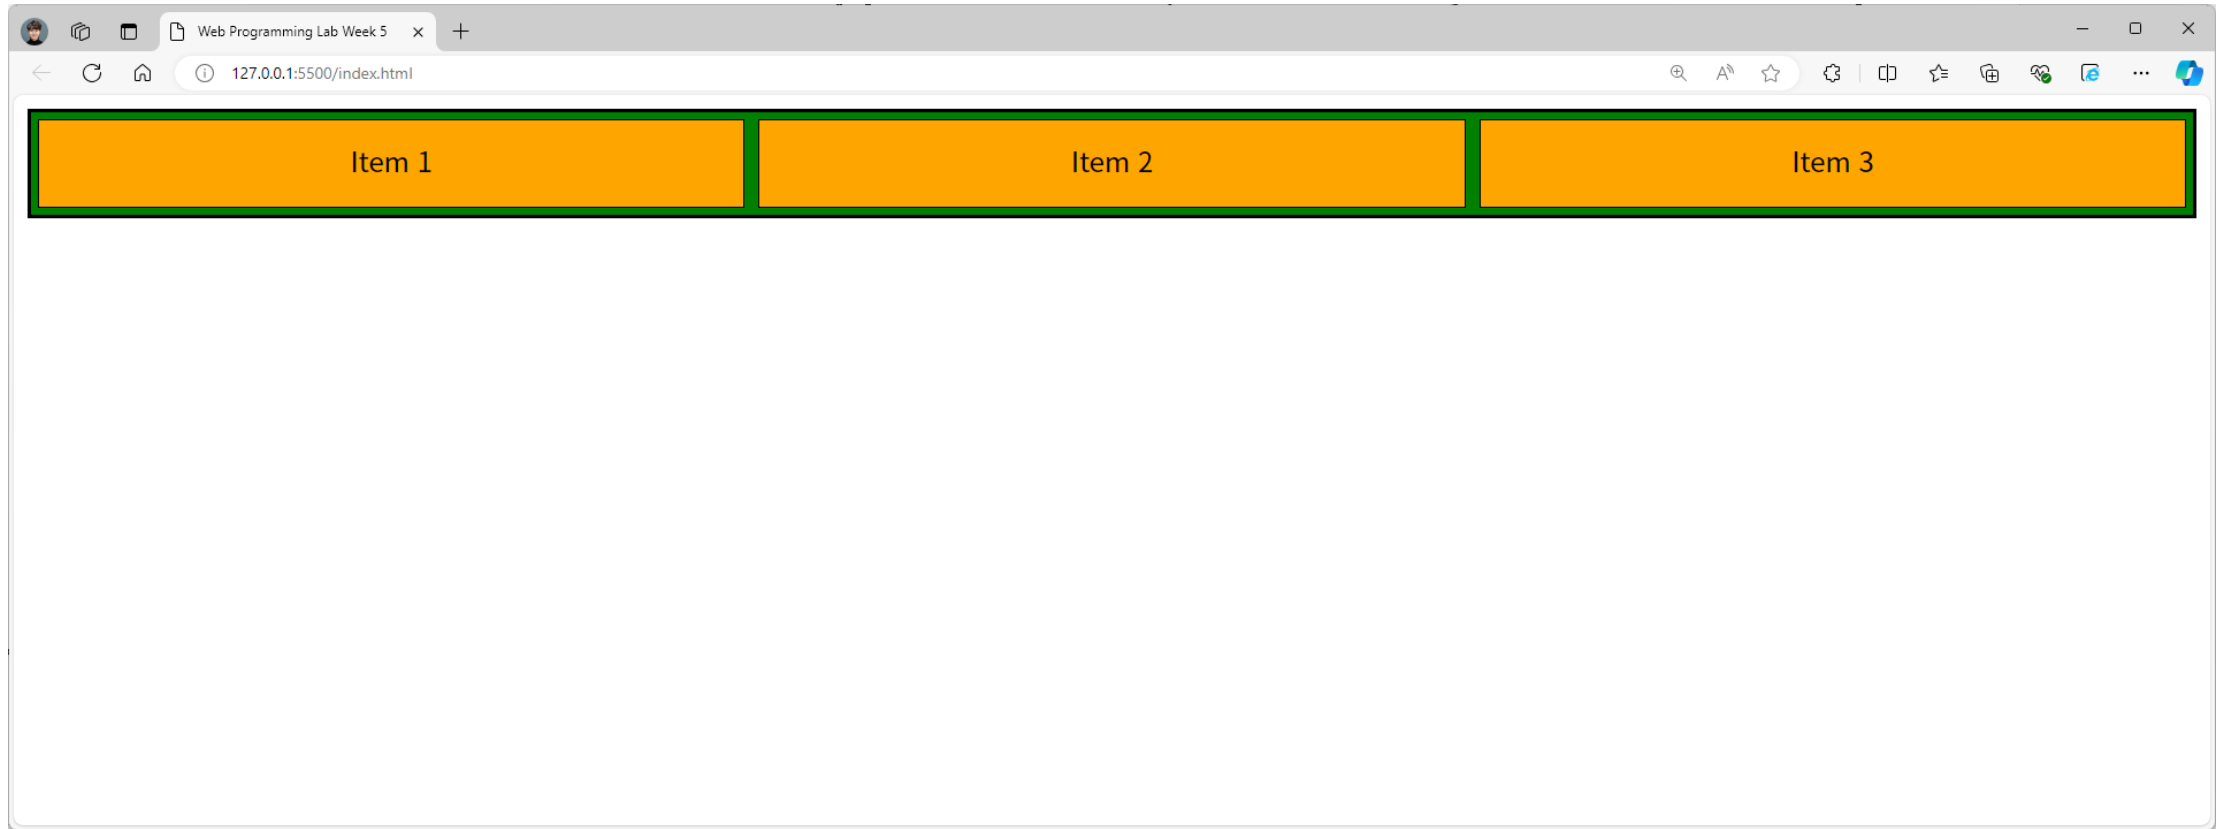 Web Programming Lab Week 5
127.0.0.1:5500/index.html
Item 1
Item 2
Item 3